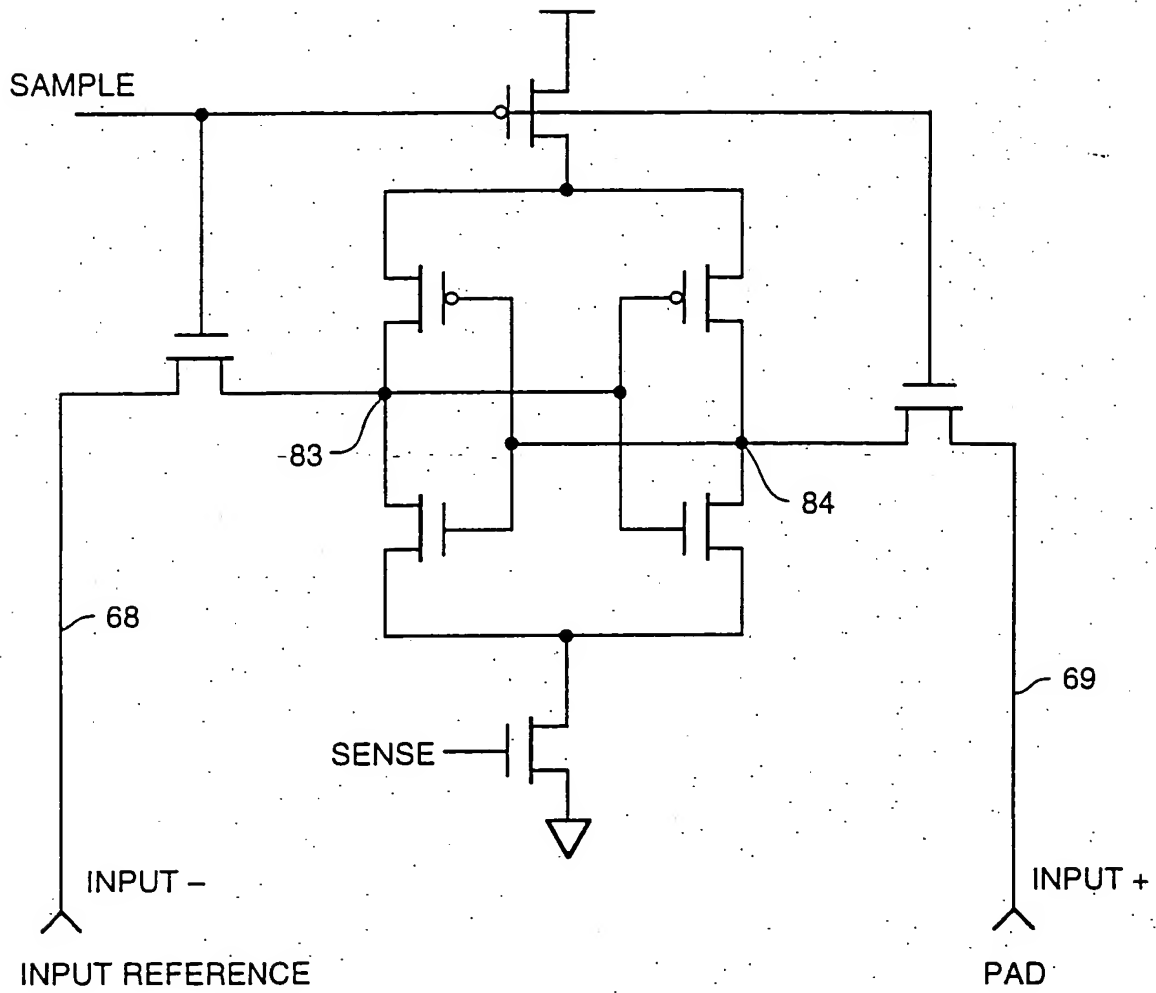 SAMPLE
83
84
68
69
SENSE
INPUT –
INPUT +
INPUT REFERENCE
PAD